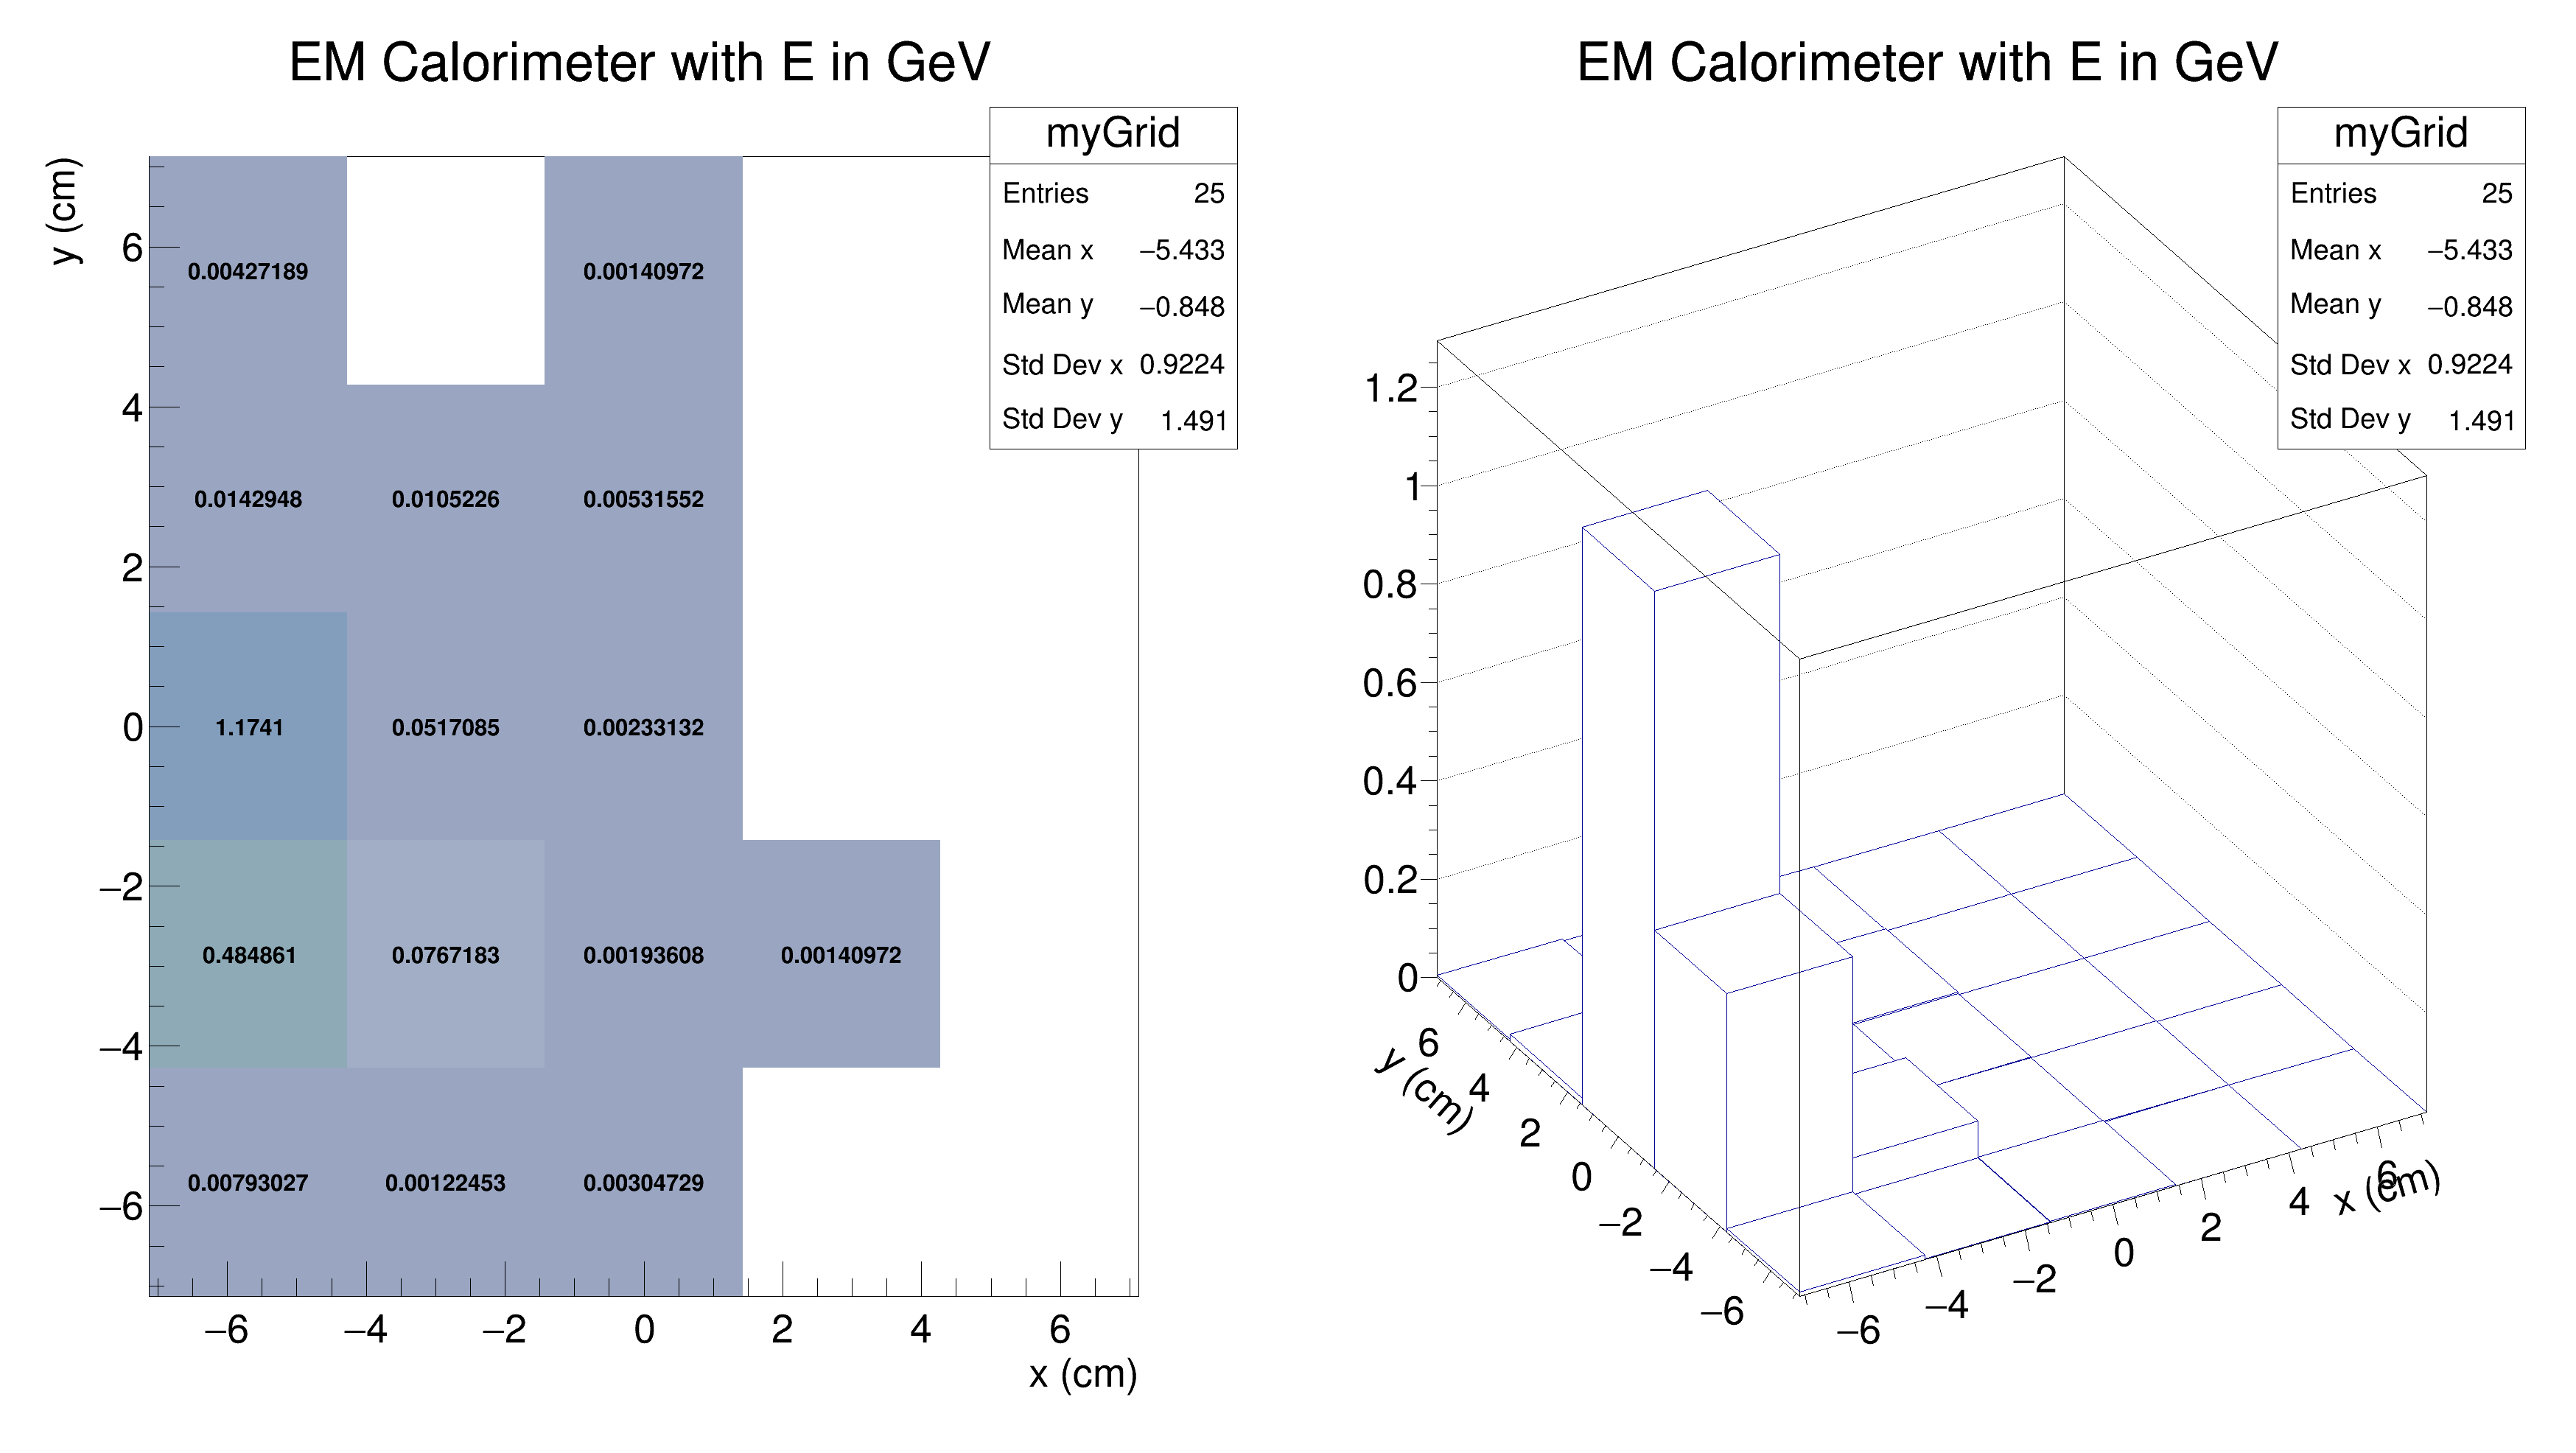 EM Calorimeter with E in GeV
myGrid
Entries 25
Mean x −5.433
Mean y −0.848
Std Dev x 0.9224
Std Dev y 1.491
y (cm)
6
4
2
0
−2
−4
−6
0.00427189 0.00140972
0.0142948 0.0105226 0.00531552
1.1741 0.0517085 0.00233132
0.484861 0.0767183 0.00193608 0.00140972
0.00793027 0.00122453 0.00304729
−6 −4 −2 0 2 4 6
x (cm)
EM Calorimeter with E in GeV
myGrid
Entries 25
Mean x −5.433
Mean y −0.848
Std Dev x 0.9224
Std Dev y 1.491
1.2
1
0.8
0.6
0.4
0.2
0
6
4
2
0
−2
−4
−6
y (cm)
−6
−4
−2
0
2
4
6
x (cm)